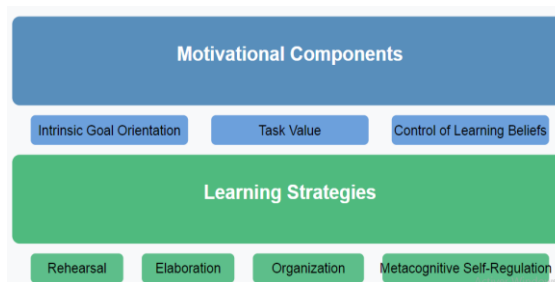 Motivational Components
Intrinsic Goal Orientation Task Value Control of Learning Beliefs
Learning Strategies
Rehearsal Elaboration Organization Metacognitive Self-Regulation